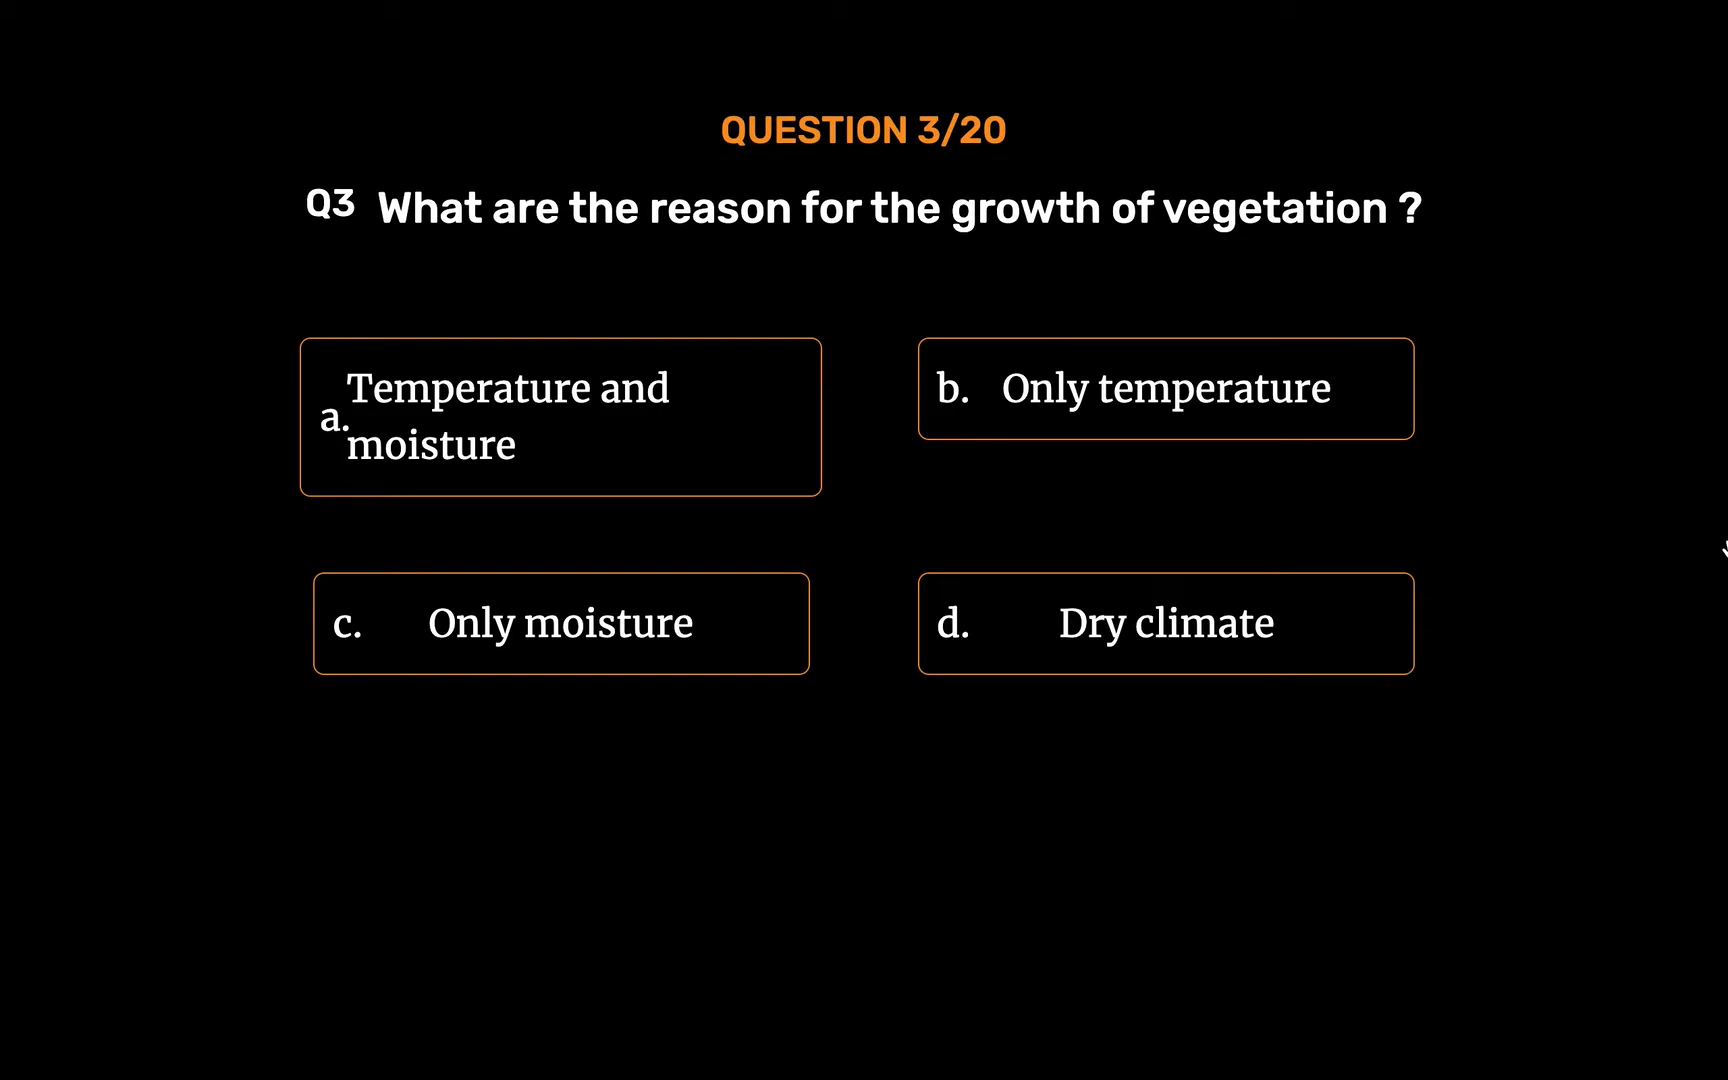 QUESTION 3/20
Q3 What are the reason for the growth of vegetation ?
a. Temperature and
moisture
b. Only temperature
c. Only moisture
d. Dry climate